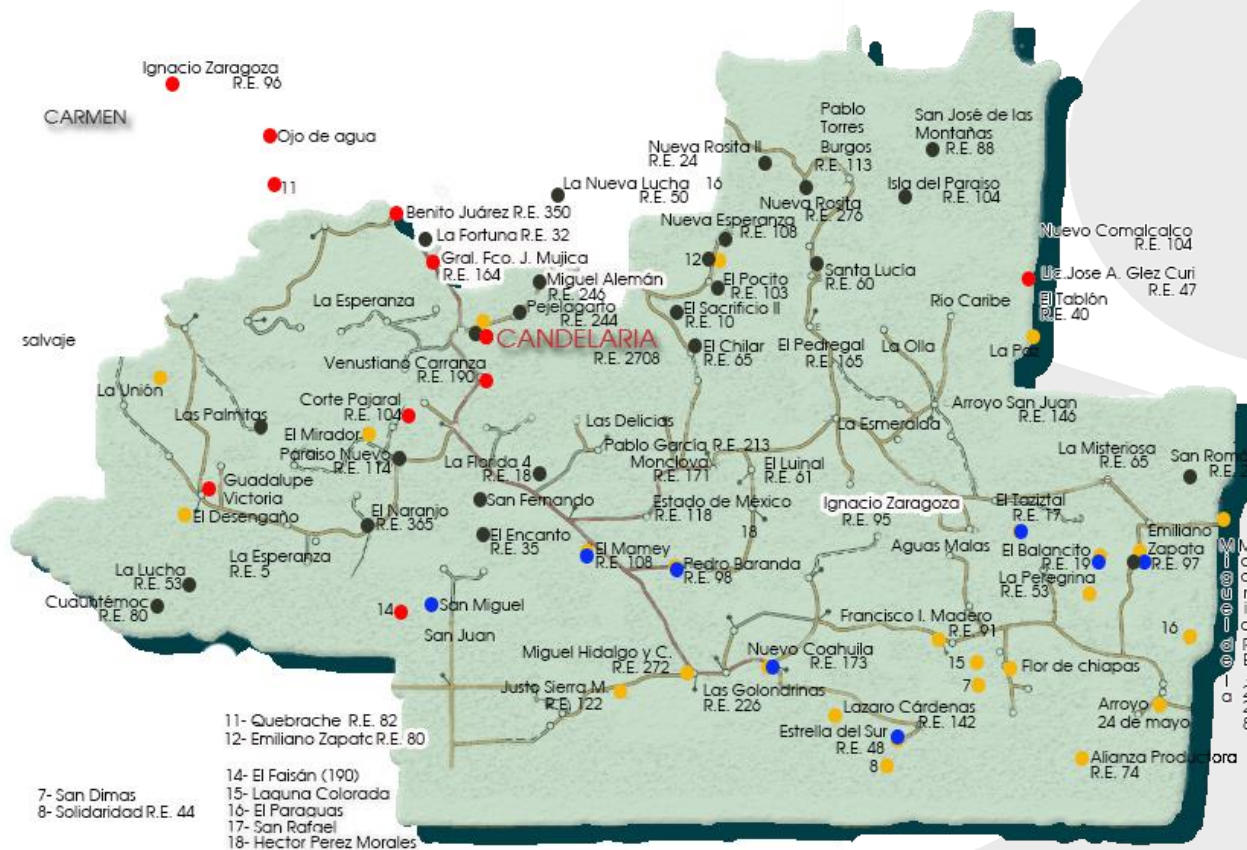 Ignacio Zaragoza
R.E. 96
CARMEN
Ojo de agua
11
Benito Juárez R.E. 350
La Fortuna R.E. 32
Gral. Fco. J. Mujica
R.E. 164
La Nueva Lucha 16
R.E. 50
Nueva Rosita II
R.E. 24
Pablo
Torres
Burgos
R.E. 113
San José de las
Montañas
R.E. 88
Isla del Paraiso
R.E. 104
Nueva Rosita
R.E. 276
Nueva Esperanza
R.E. 108
12
El Pocito
R.E. 103
Santa Lucía
R.E. 60
Nuevo Comalcalco
R.E. 104
Lic.Jose A. Glez Curi
R.E. 47
El Tablón
R.E. 40
La Paz
Miguel Alemán
R.E. 246
Pejelagarto
R.E. 244
La Esperanza
El Sacrificio II
R.E. 10
Rio Caribe
salvaje
CANDELARIA
R.E. 2708
El Chilar
R.E. 65
El Pedregal
R.E. 165
La Olla
Venustiano Carranza
R.E. 190
La Unión
Las Palmitas
Corte Pajaral
R.E. 104
El Mirador
Paraiso Nuevo
R.E. 114
Las Delicias
La Esmeralda
Arroyo San Juan
R.E. 146
Pablo García R.E. 213
Monclova
R.E. 171
La Florida 4
R.E. 18
El Luinal
R.E. 61
La Misteriosa
R.E. 65
San Rom
R.E.
Guadalupe
Victoria
El Desengaño
El Naranjo
R.E. 365
San Fernando
Estado de México
R.E. 118
18
Ignacio Zaragoza
R.E. 95
El Taziztal
R.E. 17
Emiliano
Zapata
R.E. 97
La Esperanza
R.E. 5
El Encanto
R.E. 35
El Mamey
R.E. 108
Pedro Baranda
R.E. 98
Aguas Malas
El Balancito
R.E. 19
La Peregrina
R.E. 53
La Lucha
R.E. 53
Cuauhtémoc
R.E. 80
14
San Miguel
San Juan
Francisco I. Madero
R.E. 91
16
Miguel de la
M
Miguel Hidalgo y C.
R.E. 272
Nuevo Coahuila
R.E. 173
15
7
Flor de chiapas
Justo Sierra M.
R.E. 122
Las Golondrinas
R.E. 226
Lazaro Cárdenas
R.E. 142
Estrella del Sur
R.E. 48
8
Arroyo
24 de mayo
Alianza Productora
R.E. 74
11- Quebrache R.E. 82
12- Emiliano Zapatc R.E. 80
14- El Faisán (190)
15- Laguna Colorada
16- El Paraguas
17- San Rafael
18- Hector Perez Morales
7- San Dimas
8- Solidaridad R.E. 44